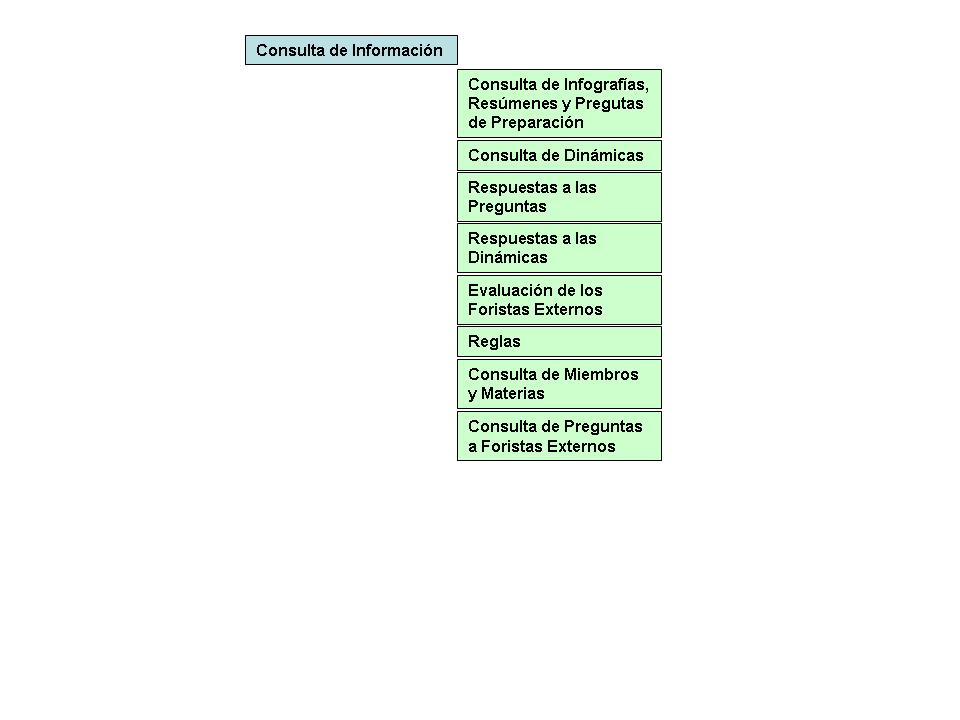 Consulta de Información
Consulta de Infografías,
Resúmenes y Pregutas
de Preparación
Consulta de Dinámicas
Respuestas a las
Preguntas
Respuestas a las
Dinámicas
Evaluación de los
Foristas Externos
Reglas
Consulta de Miembros
y Materias
Consulta de Preguntas
a Foristas Externos